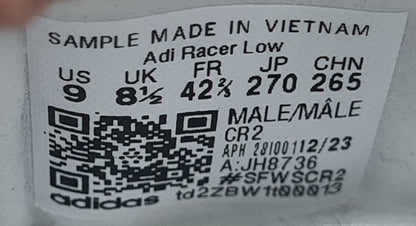 SAMPLE MADE IN VIETNAM
Adi Racer Low
US UK FR JP CHN
9 8½ 42⅔ 270 265
MALE/MÂLE
CR2
APH 28100112/23
A:JH8736
#SFWSCR2
adidas td2ZBW1t00013